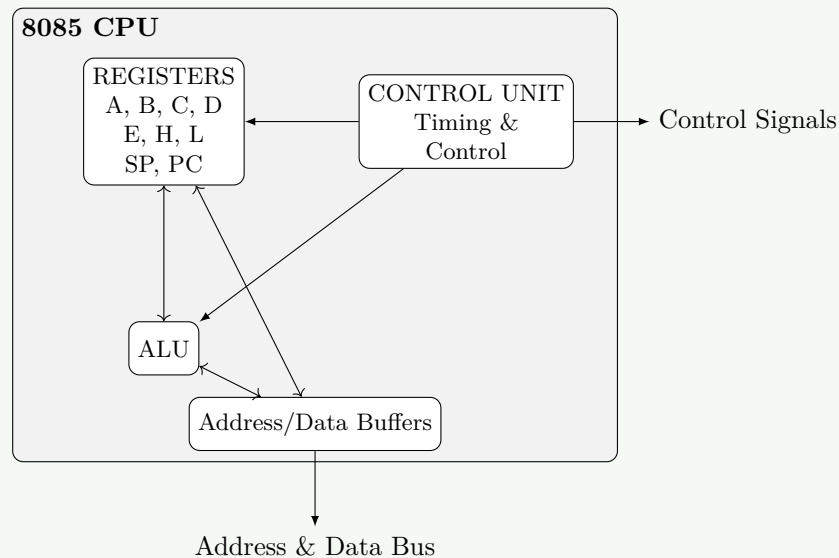 8085 CPU
REGISTERS
A, B, C, D
E, H, L
SP, PC
CONTROL UNIT
Timing &
Control
Control Signals
ALU
Address/Data Buffers
Address & Data Bus